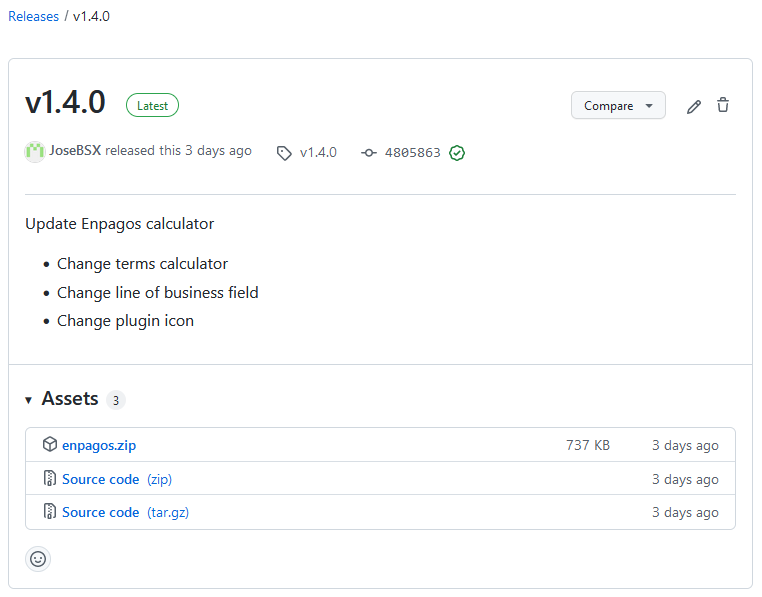 Releases / v1.4.0
v1.4.0 Latest Compare
JoseBSX released this 3 days ago v1.4.0 4805863
Update Enpagos calculator
Change terms calculator
Change line of business field
Change plugin icon
Assets 3
enpagos.zip 737 KB 3 days ago
Source code (zip) 3 days ago
Source code (tar.gz) 3 days ago